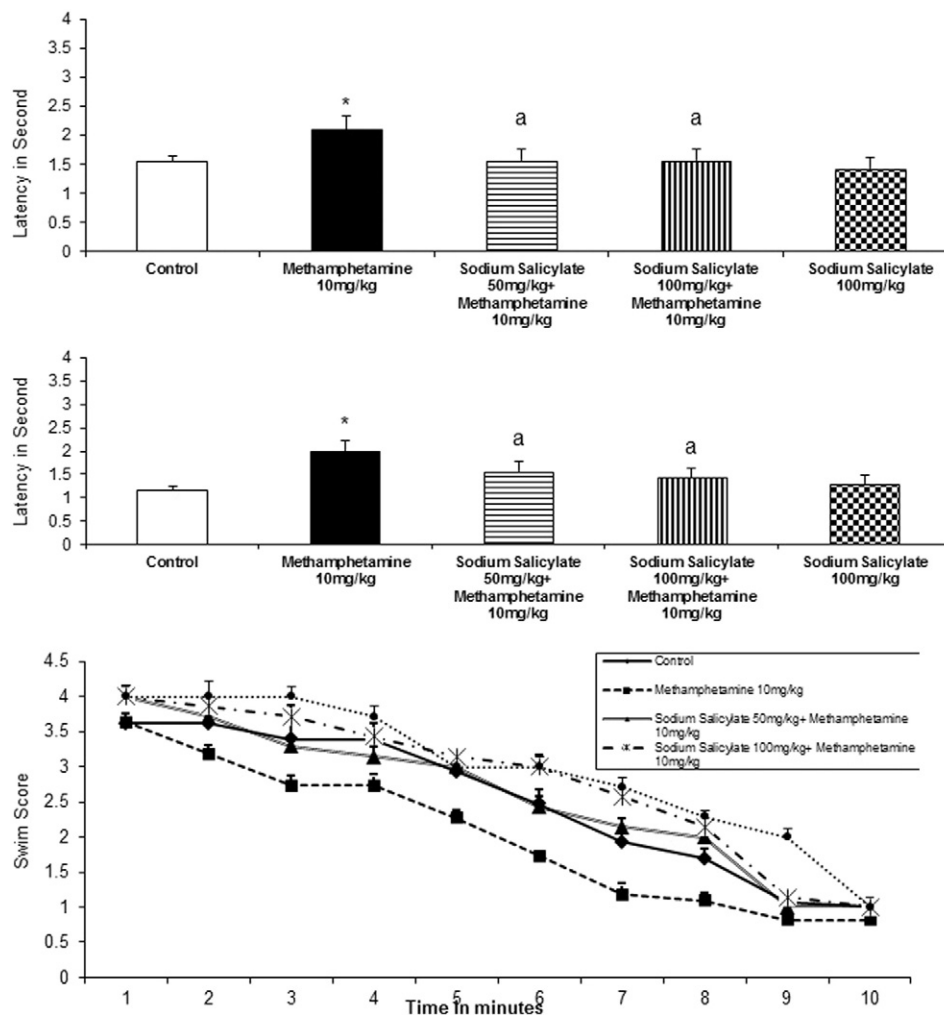 4
3.5
3
2.5
2
1.5
1
0.5
0
Latency in Second
*
a
a
Control
Methamphetamine
10mg/kg
Sodium Salicylate
50mg/kg+
Methamphetamine
10mg/kg
Sodium Salicylate
100mg/kg+
Methamphetamine
10mg/kg
Sodium Salicylate
100mg/kg
4
3.5
3
2.5
2
1.5
1
0.5
0
Latency in Second
*
a
a
Control
Methamphetamine
10mg/kg
Sodium Salicylate
50mg/kg+
Methamphetamine
10mg/kg
Sodium Salicylate
100mg/kg+
Methamphetamine
10mg/kg
Sodium Salicylate
100mg/kg
4.5
4
3.5
3
2.5
2
1.5
1
0.5
0
Swim Score
Control
Methamphetamine 10mg/kg
Sodium Salicylate 50mg/kg+ Methamphetamine
10mg/kg
Sodium Salicylate 100mg/kg+ Methamphetamine
10mg/kg
1 2 3 4 5 6 7 8 9 10
Time in minutes